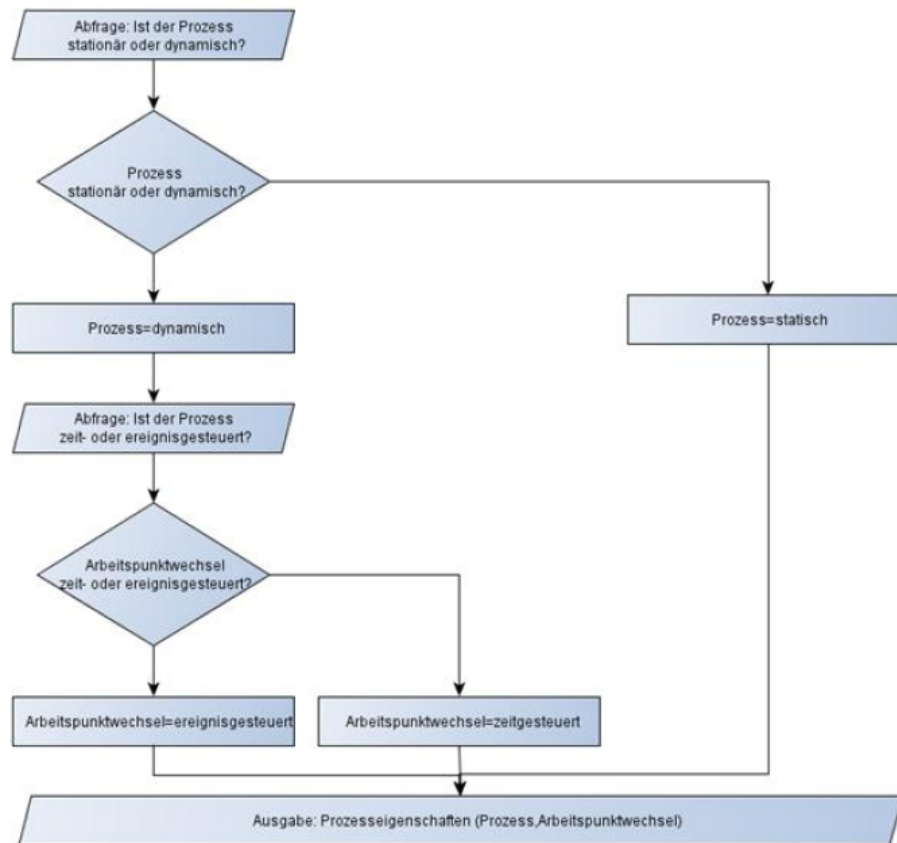 Abfrage: Ist der Prozess
stationär oder dynamisch?
Prozess
stationär oder dynamisch?
Prozess=dynamisch
Prozess=statisch
Abfrage: Ist der Prozess
zeit- oder ereignisgesteuert?
Arbeitspunktwechsel
zeit- oder ereignisgesteuert?
Arbeitspunktwechsel=ereignisgesteuert
Arbeitspunktwechsel=zeitgesteuert
Ausgabe: Prozesseigenschaften (Prozess,Arbeitspunktwechsel)